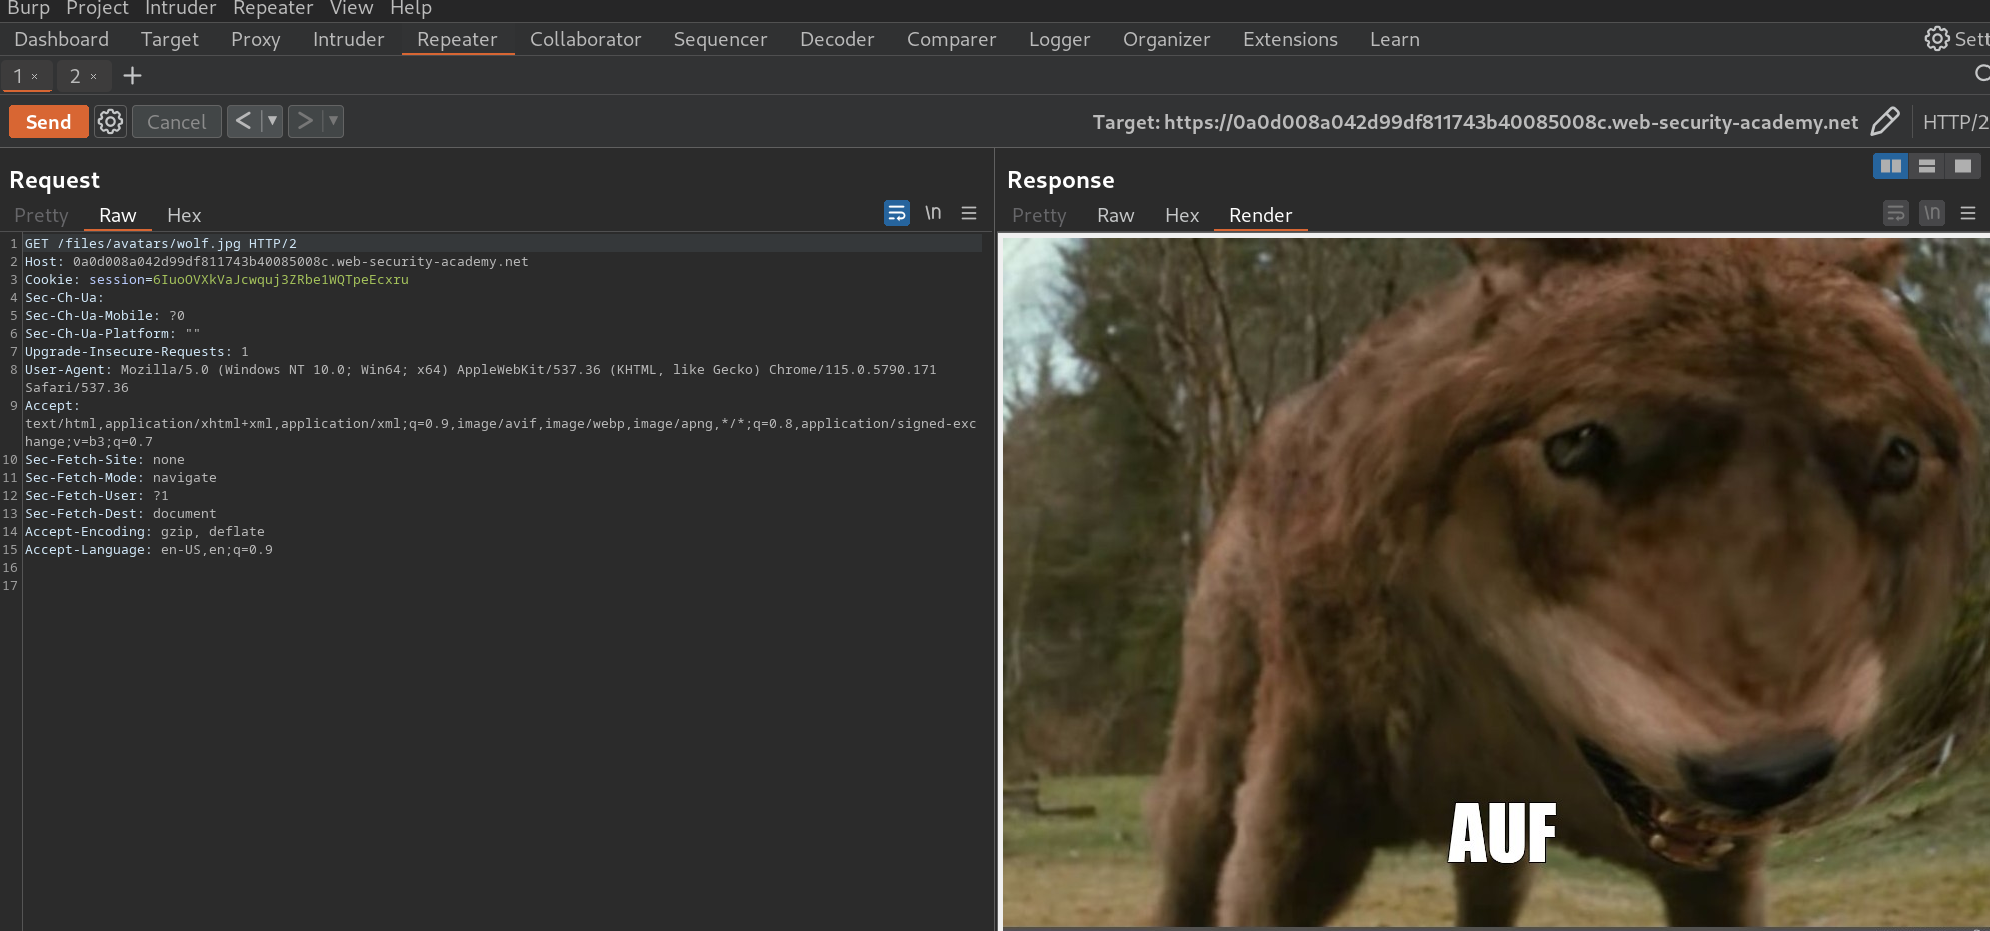 Burp Project Intruder Repeater View Help
Dashboard Target Proxy Intruder Repeater Collaborator Sequencer Decoder Comparer Logger Organizer Extensions Learn Sett
1 × 2 × +
Send Cancel < > Target: https://0a0d008a042d99df811743b40085008c.web-security-academy.net HTTP/2
Request
Pretty Raw Hex \n
1 GET /files/avatars/wolf.jpg HTTP/2
2 Host: 0a0d008a042d99df811743b40085008c.web-security-academy.net
3 Cookie: session=6IuoOVXkVaJcwquj3ZRbe1WQTpeEcxru
4 Sec-Ch-Ua:
5 Sec-Ch-Ua-Mobile: ?0
6 Sec-Ch-Ua-Platform: ""
7 Upgrade-Insecure-Requests: 1
8 User-Agent: Mozilla/5.0 (Windows NT 10.0; Win64; x64) AppleWebKit/537.36 (KHTML, like Gecko) Chrome/115.0.5790.171
Safari/537.36
9 Accept:
text/html,application/xhtml+xml,application/xml;q=0.9,image/avif,image/webp,image/apng,*/*;q=0.8,application/signed-exc
hange;v=b3;q=0.7
10 Sec-Fetch-Site: none
11 Sec-Fetch-Mode: navigate
12 Sec-Fetch-User: ?1
13 Sec-Fetch-Dest: document
14 Accept-Encoding: gzip, deflate
15 Accept-Language: en-US,en;q=0.9
16
17
Response
Pretty Raw Hex Render \n
AUF